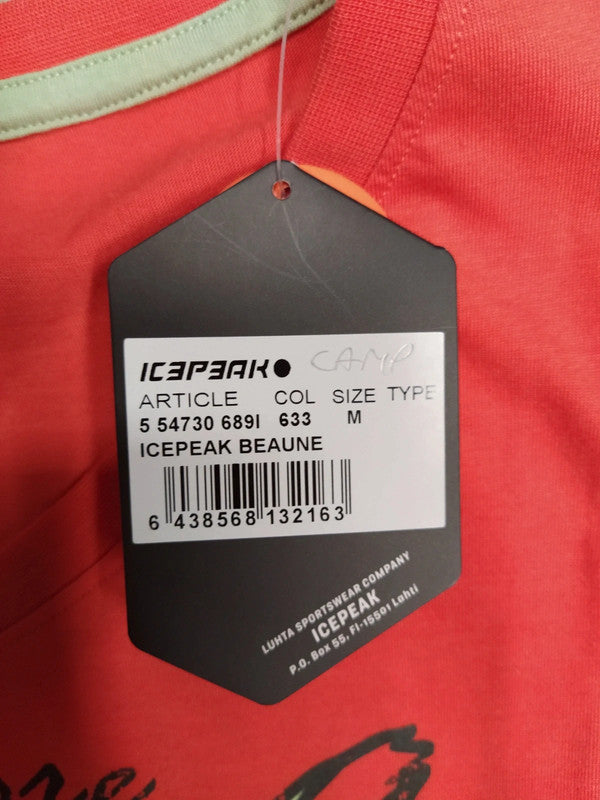 ICEPEAK CAMP
ARTICLE COL SIZE TYPE
5 54730 689I 633 M
ICEPEAK BEAUNE
6 438568 132163
LUHTA SPORTSWEAR COMPANY
ICEPEAK
P.O. Box 55, FI-15501 Lahti